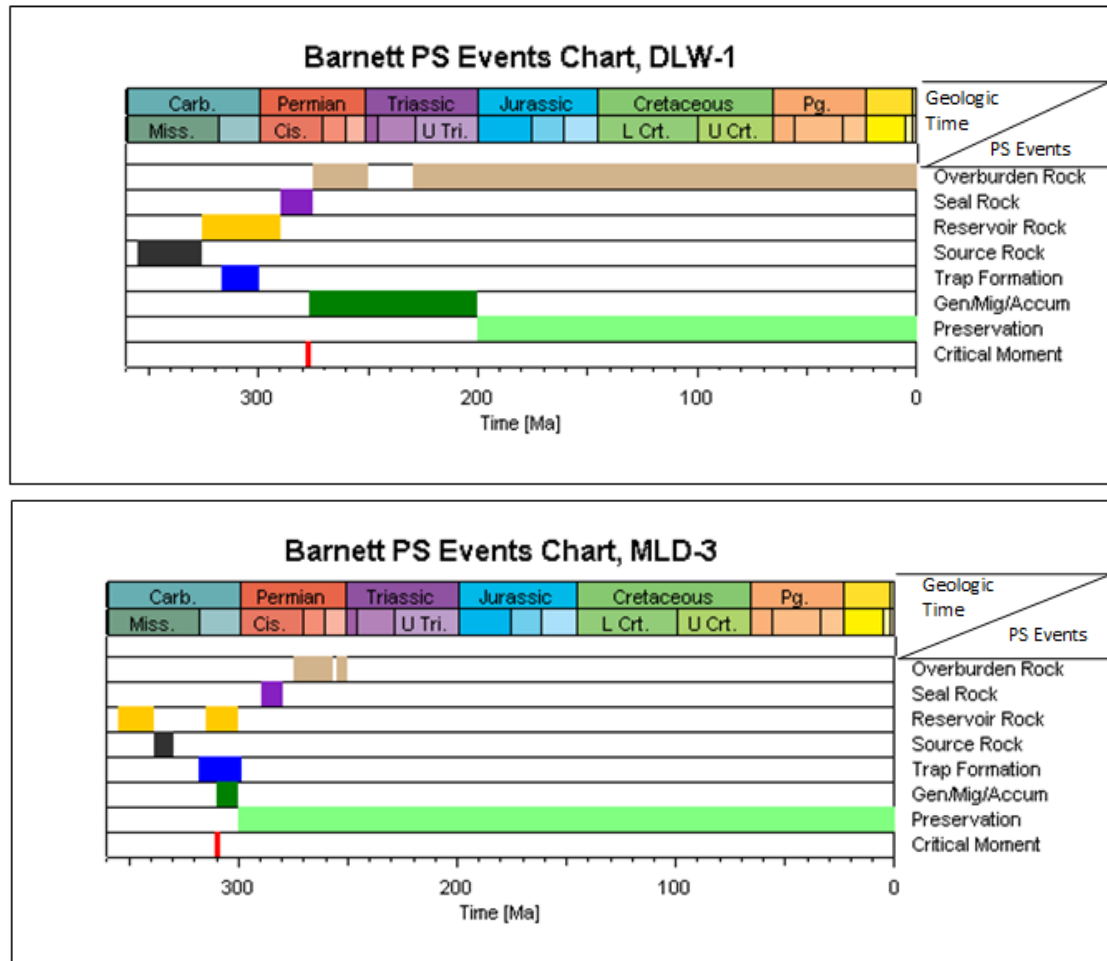 Barnett PS Events Chart, DLW-1
Carb. Permian Triassic Jurassic Cretaceous Pg.
Miss. Cis. U Tri. L Crt. U Crt.
Geologic
Time
PS Events
Overburden Rock
Seal Rock
Reservoir Rock
Source Rock
Trap Formation
Gen/Mig/Accum
Preservation
Critical Moment
300 200 100 0
Time [Ma]
Barnett PS Events Chart, MLD-3
Carb. Permian Triassic Jurassic Cretaceous Pg.
Miss. Cis. U Tri. L Crt. U Crt.
Geologic
Time
PS Events
Overburden Rock
Seal Rock
Reservoir Rock
Source Rock
Trap Formation
Gen/Mig/Accum
Preservation
Critical Moment
300 200 100 0
Time [Ma]